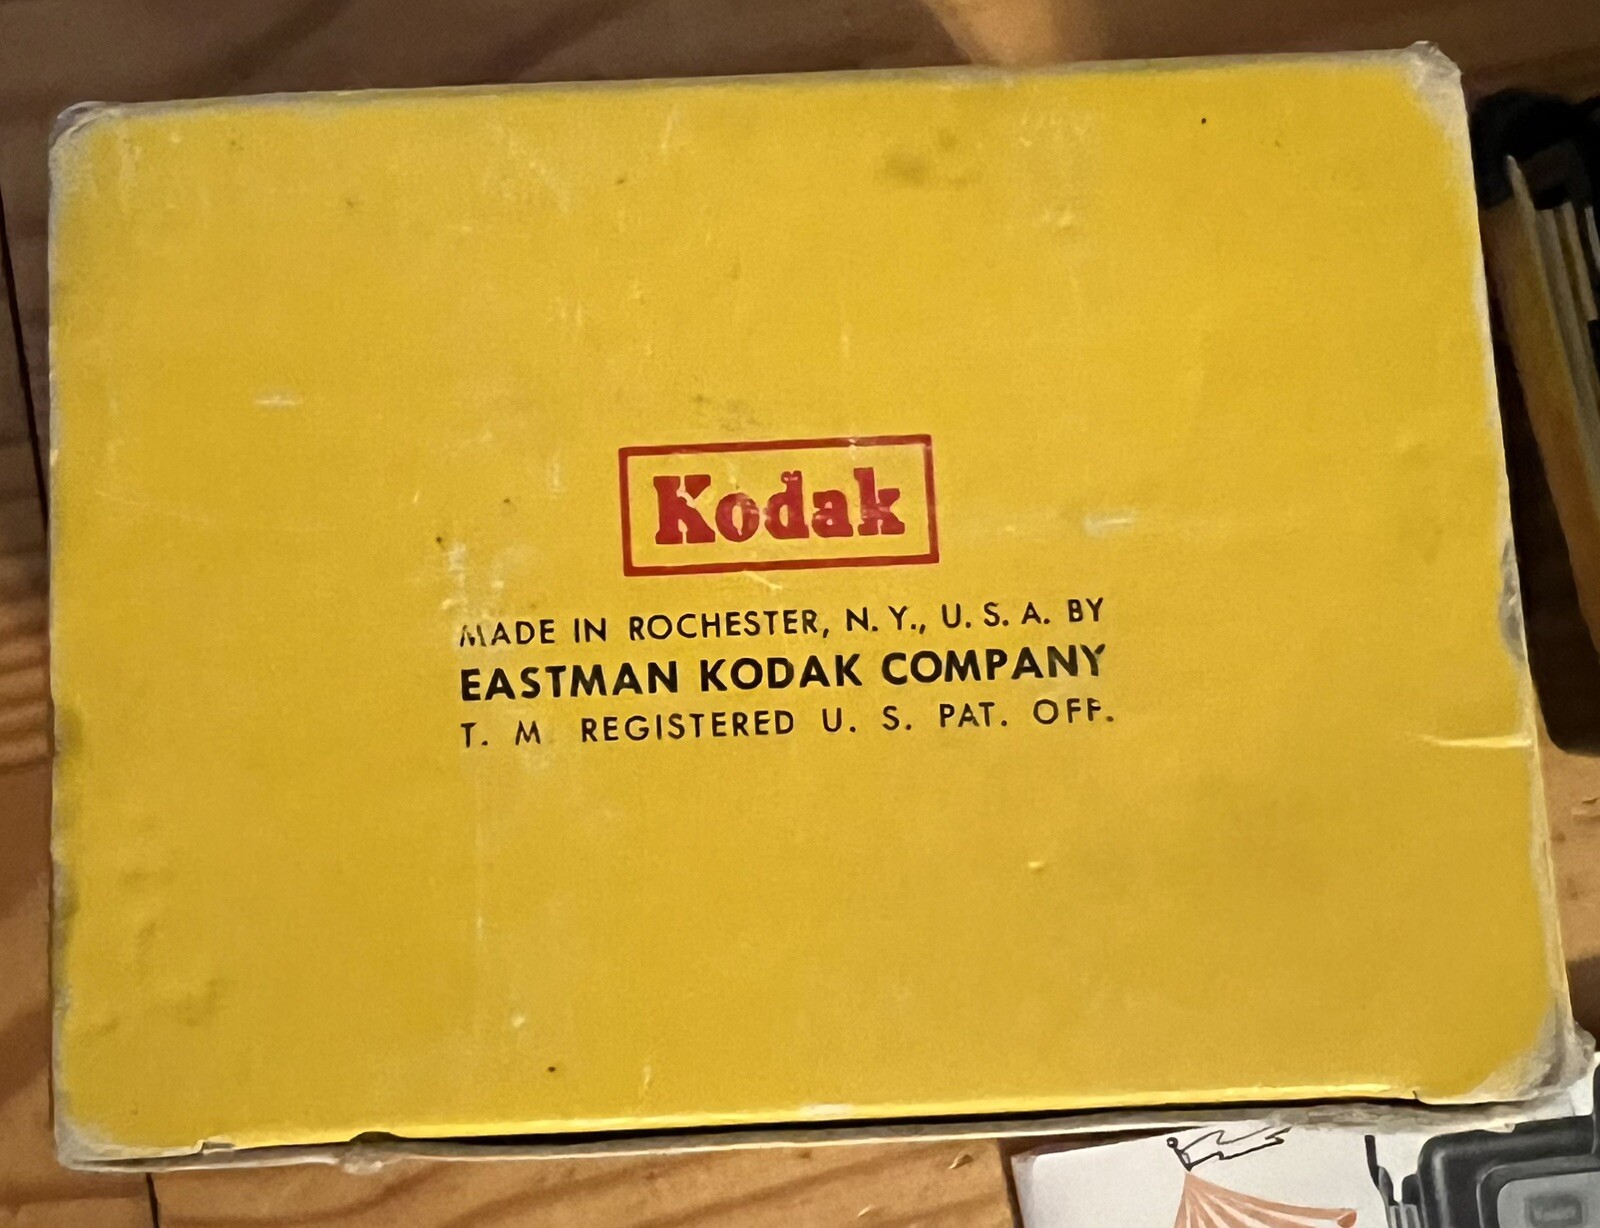 Kodak
MADE IN ROCHESTER, N. Y., U. S. A. BY
EASTMAN KODAK COMPANY
T. M. REGISTERED U. S. PAT. OFF.